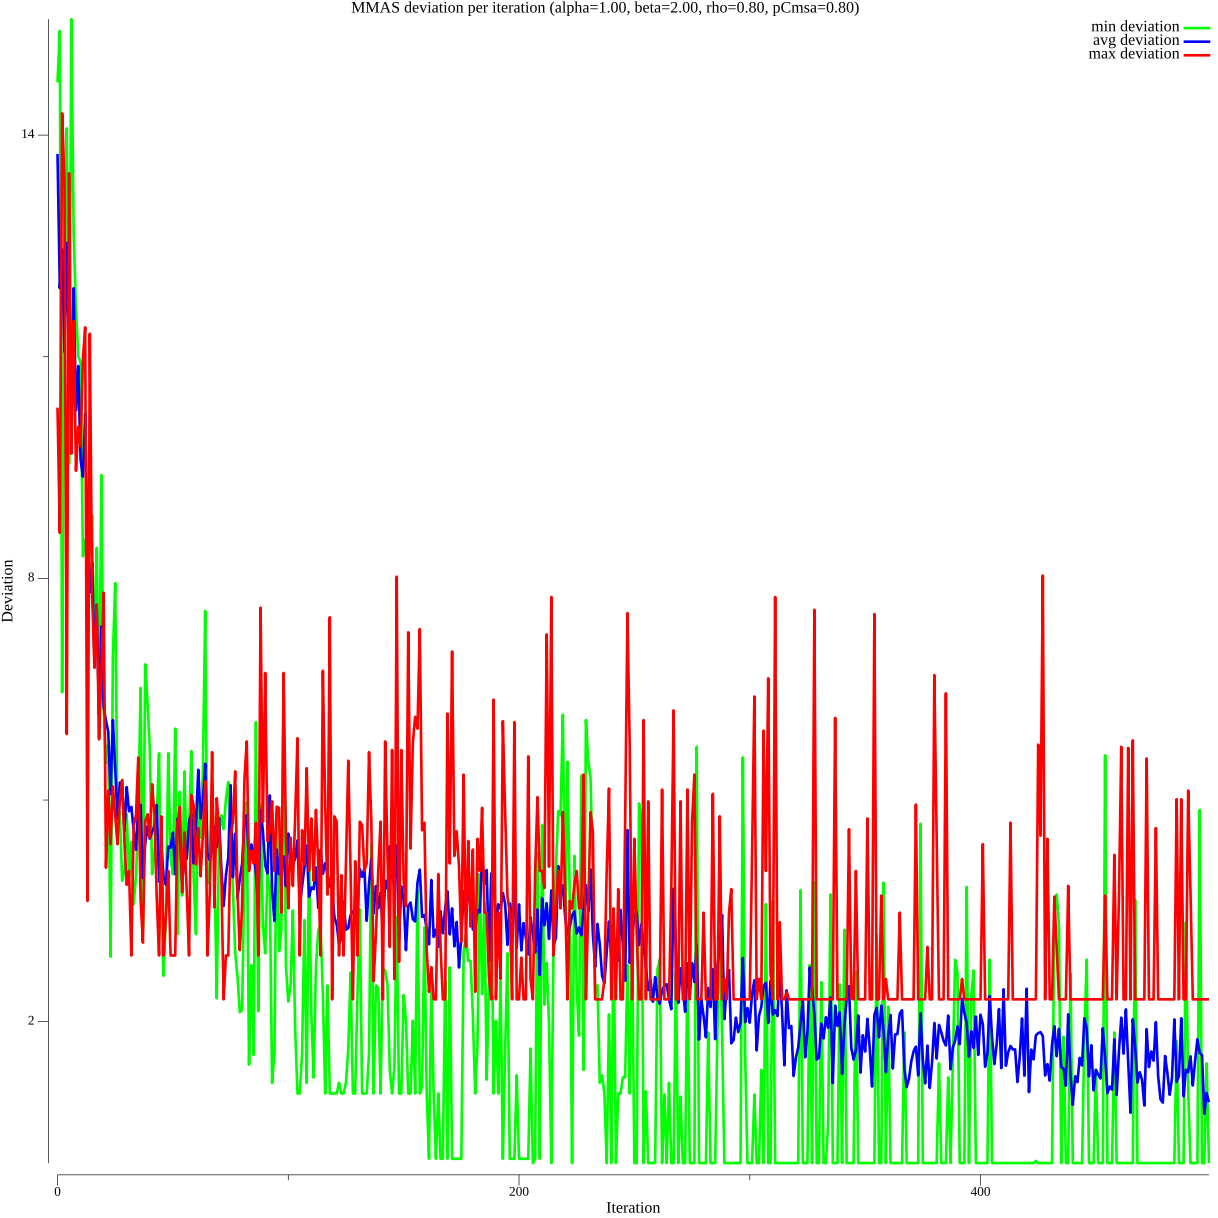 MMAS deviation per iteration (alpha=1.00, beta=2.00, rho=0.80, pCmsa=0.80)
min deviation
avg deviation
max deviation
14
8
2
Deviation
0
200
400
Iteration